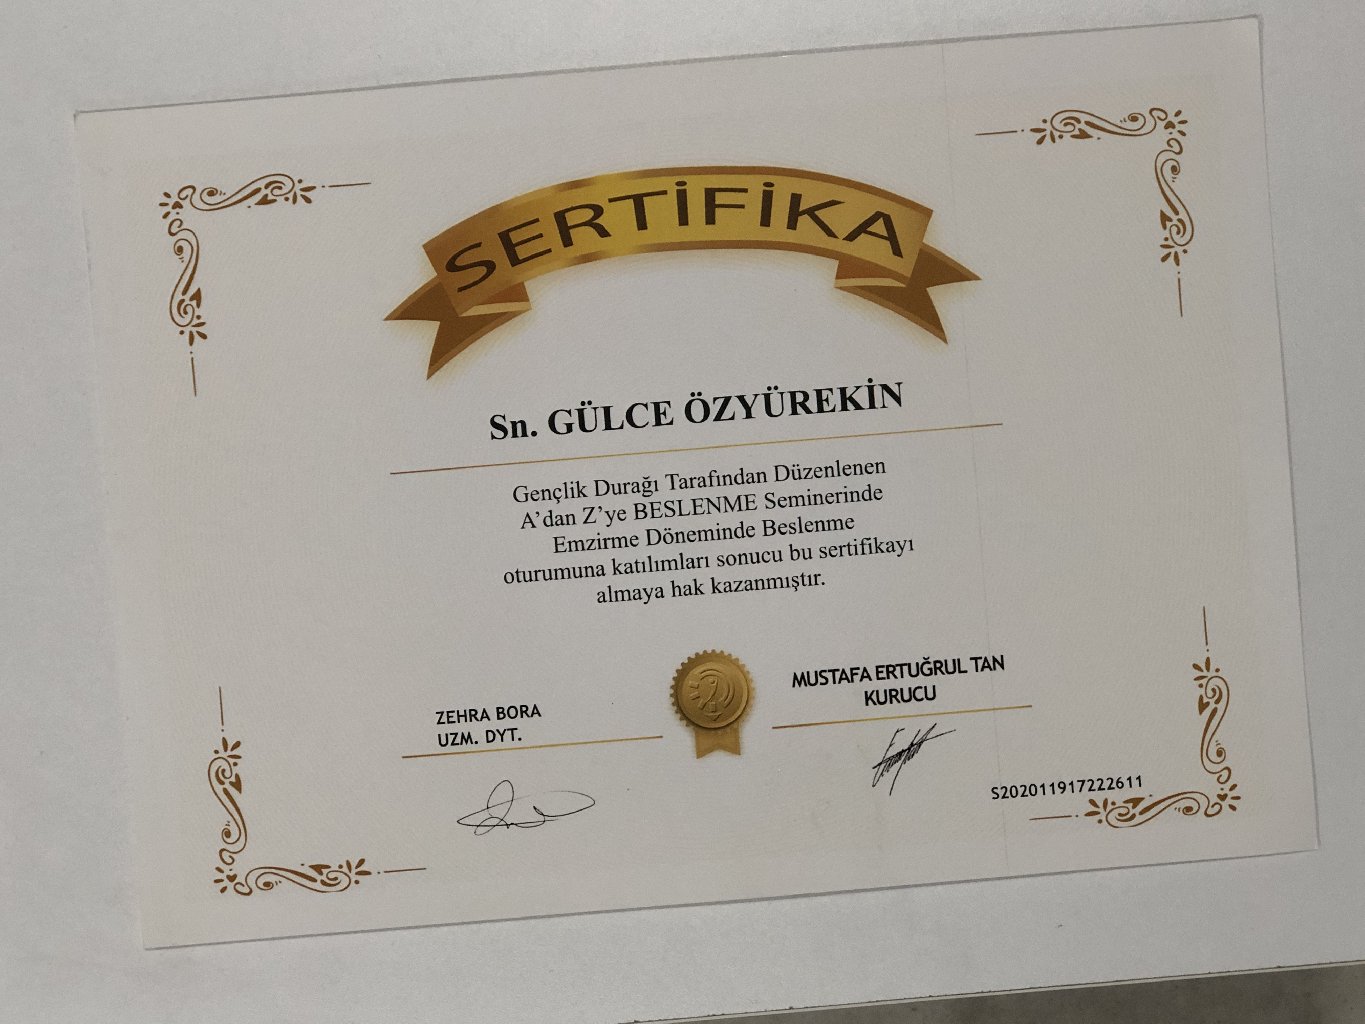 SERTİFİKA
Sn. GÜLCE ÖZYÜREKİN
Gençlik Durağı Tarafından Düzenlenen
A’dan Z’ye BESLENME Seminerinde
Emzirme Döneminde Beslenme
oturumuna katılımları sonucu bu sertifikayı
almaya hak kazanmıştır.
ZEHRA BORA
UZM. DYT.
MUSTAFA ERTUĞRUL TAN
KURUCU
S202011917222611